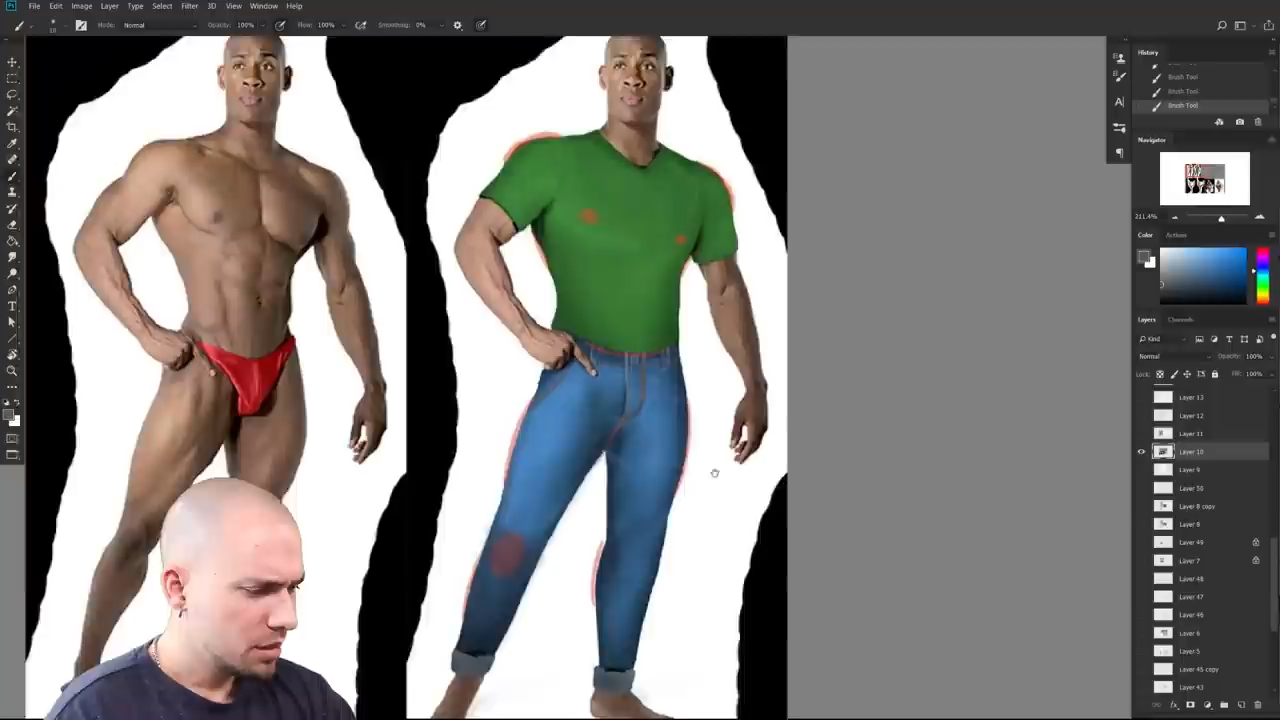 Ps File Edit Image Layer Type Select Filter 3D View Window Help
Mode: Normal Opacity: 100% Flow: 100% Smoothing: 0%
History
Brush Tool
Brush Tool
Brush Tool
Navigator
211.4%
Color Actions
Layers Channels
Kind
Normal Opacity: 100%
Lock: Fill: 100%
Layer 13
Layer 12
Layer 11
Layer 10
Layer 9
Layer 50
Layer 8 copy
Layer 8
Layer 49
Layer 7
Layer 48
Layer 47
Layer 46
Layer 6
Layer 5
Layer 45 copy
Layer 43